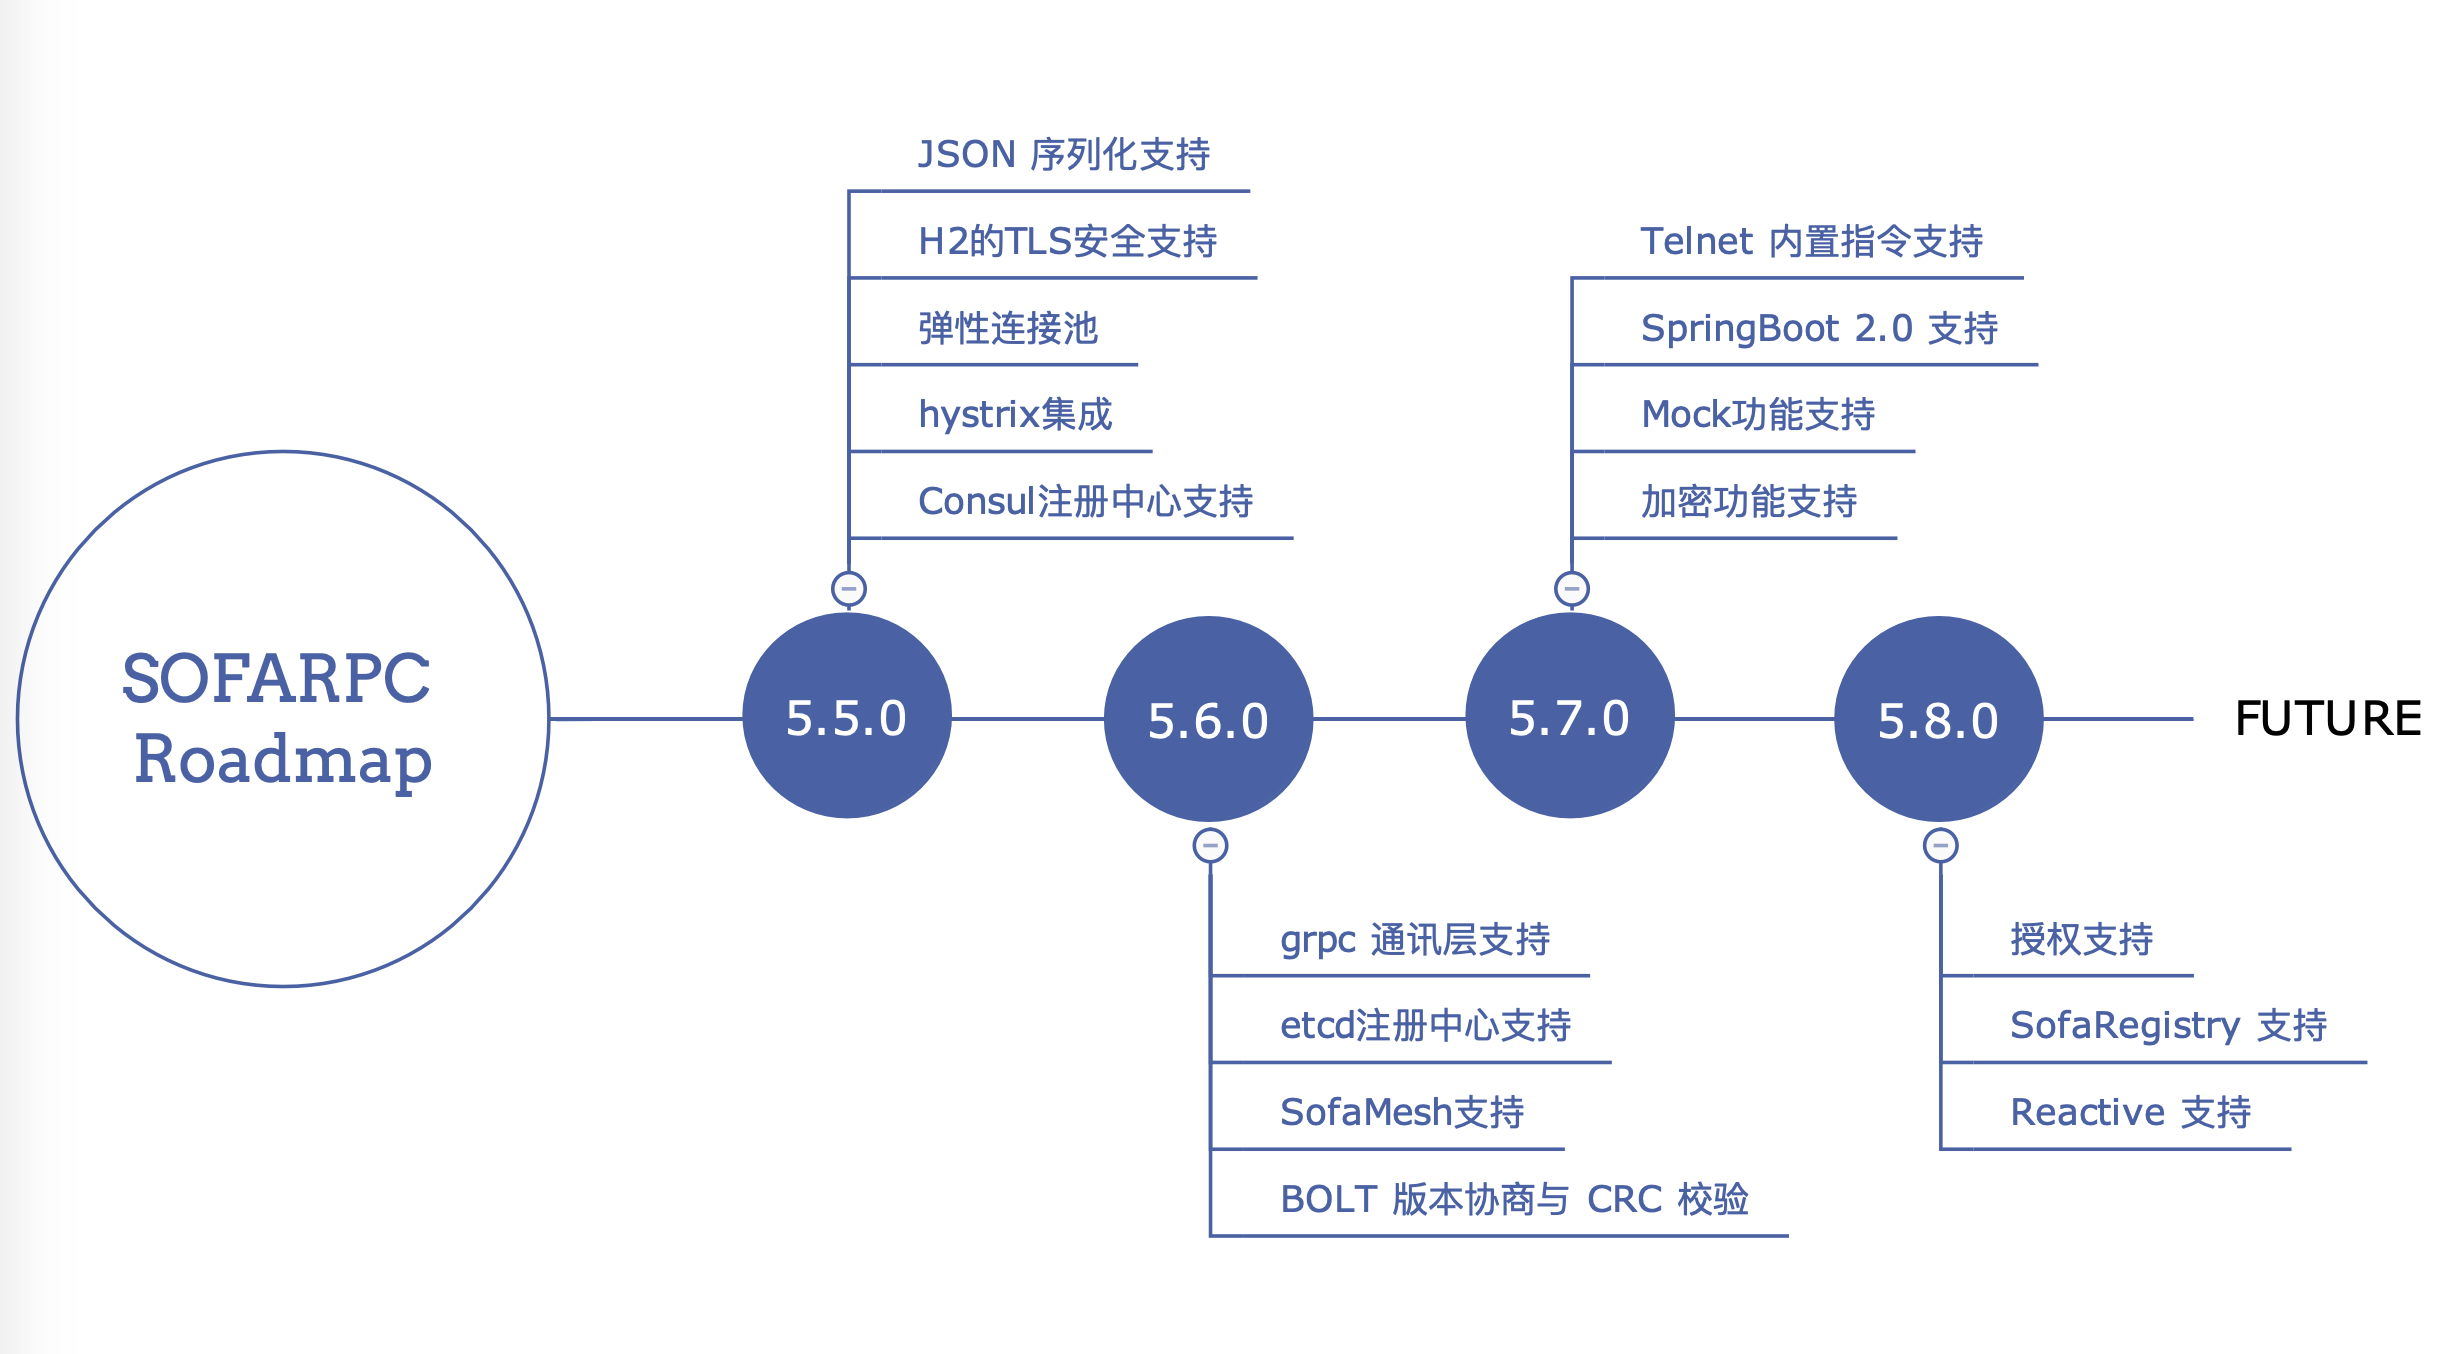 SOFARPC
Roadmap
JSON 序列化支持
H2的TLS安全支持
弹性连接池
hystrix集成
Consul注册中心支持
5.5.0
5.6.0
grpc 通讯层支持
etcd注册中心支持
SofaMesh支持
BOLT 版本协商与 CRC 校验
Telnet 内置指令支持
SpringBoot 2.0 支持
Mock功能支持
加密功能支持
5.7.0
5.8.0
授权支持
SofaRegistry 支持
Reactive 支持
FUTURE